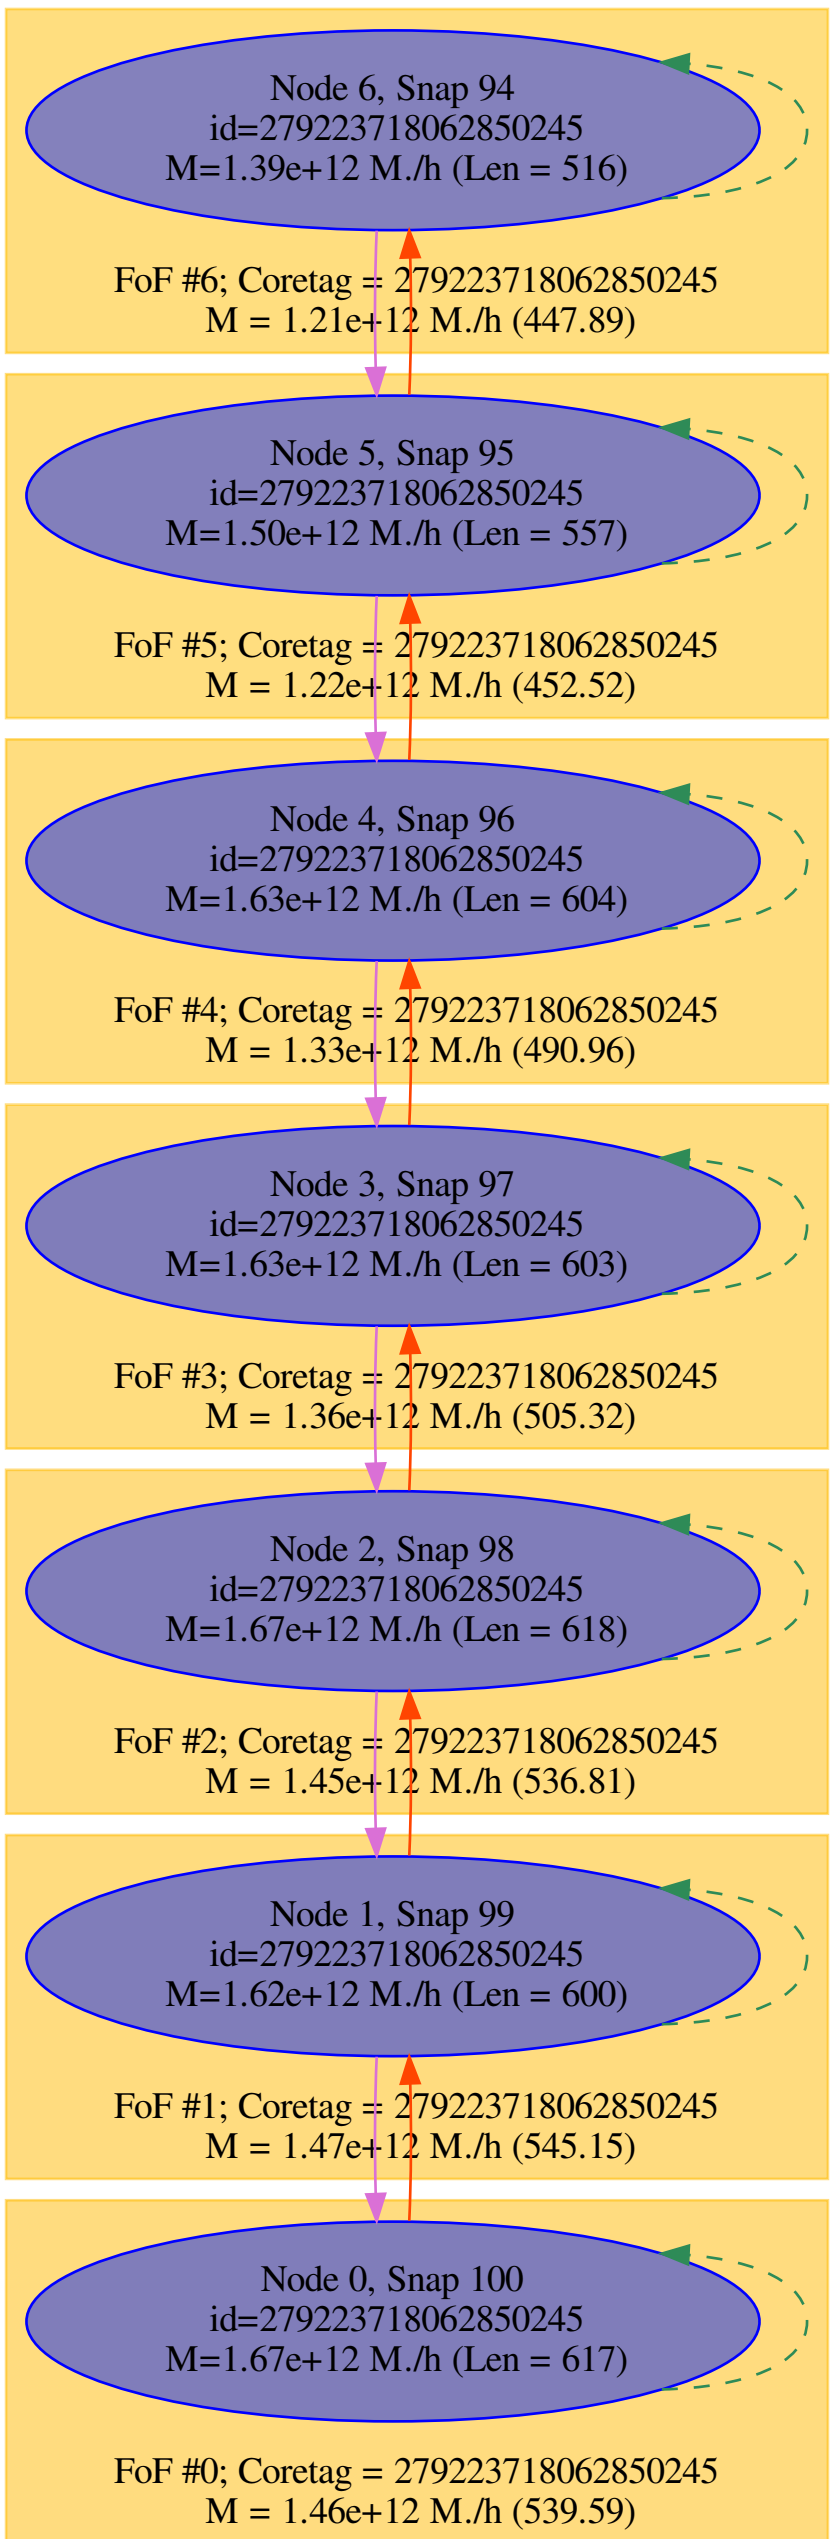 Node 6, Snap 94
id=279223718062850245
M=1.39e+12 M./h (Len = 516)
FoF #6; Coretag = 279223718062850245
M = 1.21e+12 M./h (447.89)
Node 5, Snap 95
id=279223718062850245
M=1.50e+12 M./h (Len = 557)
FoF #5; Coretag = 279223718062850245
M = 1.22e+12 M./h (452.52)
Node 4, Snap 96
id=279223718062850245
M=1.63e+12 M./h (Len = 604)
FoF #4; Coretag = 279223718062850245
M = 1.33e+12 M./h (490.96)
Node 3, Snap 97
id=279223718062850245
M=1.63e+12 M./h (Len = 603)
FoF #3; Coretag = 279223718062850245
M = 1.36e+12 M./h (505.32)
Node 2, Snap 98
id=279223718062850245
M=1.67e+12 M./h (Len = 618)
FoF #2; Coretag = 279223718062850245
M = 1.45e+12 M./h (536.81)
Node 1, Snap 99
id=279223718062850245
M=1.62e+12 M./h (Len = 600)
FoF #1; Coretag = 279223718062850245
M = 1.47e+12 M./h (545.15)
Node 0, Snap 100
id=279223718062850245
M=1.67e+12 M./h (Len = 617)
FoF #0; Coretag = 279223718062850245
M = 1.46e+12 M./h (539.59)